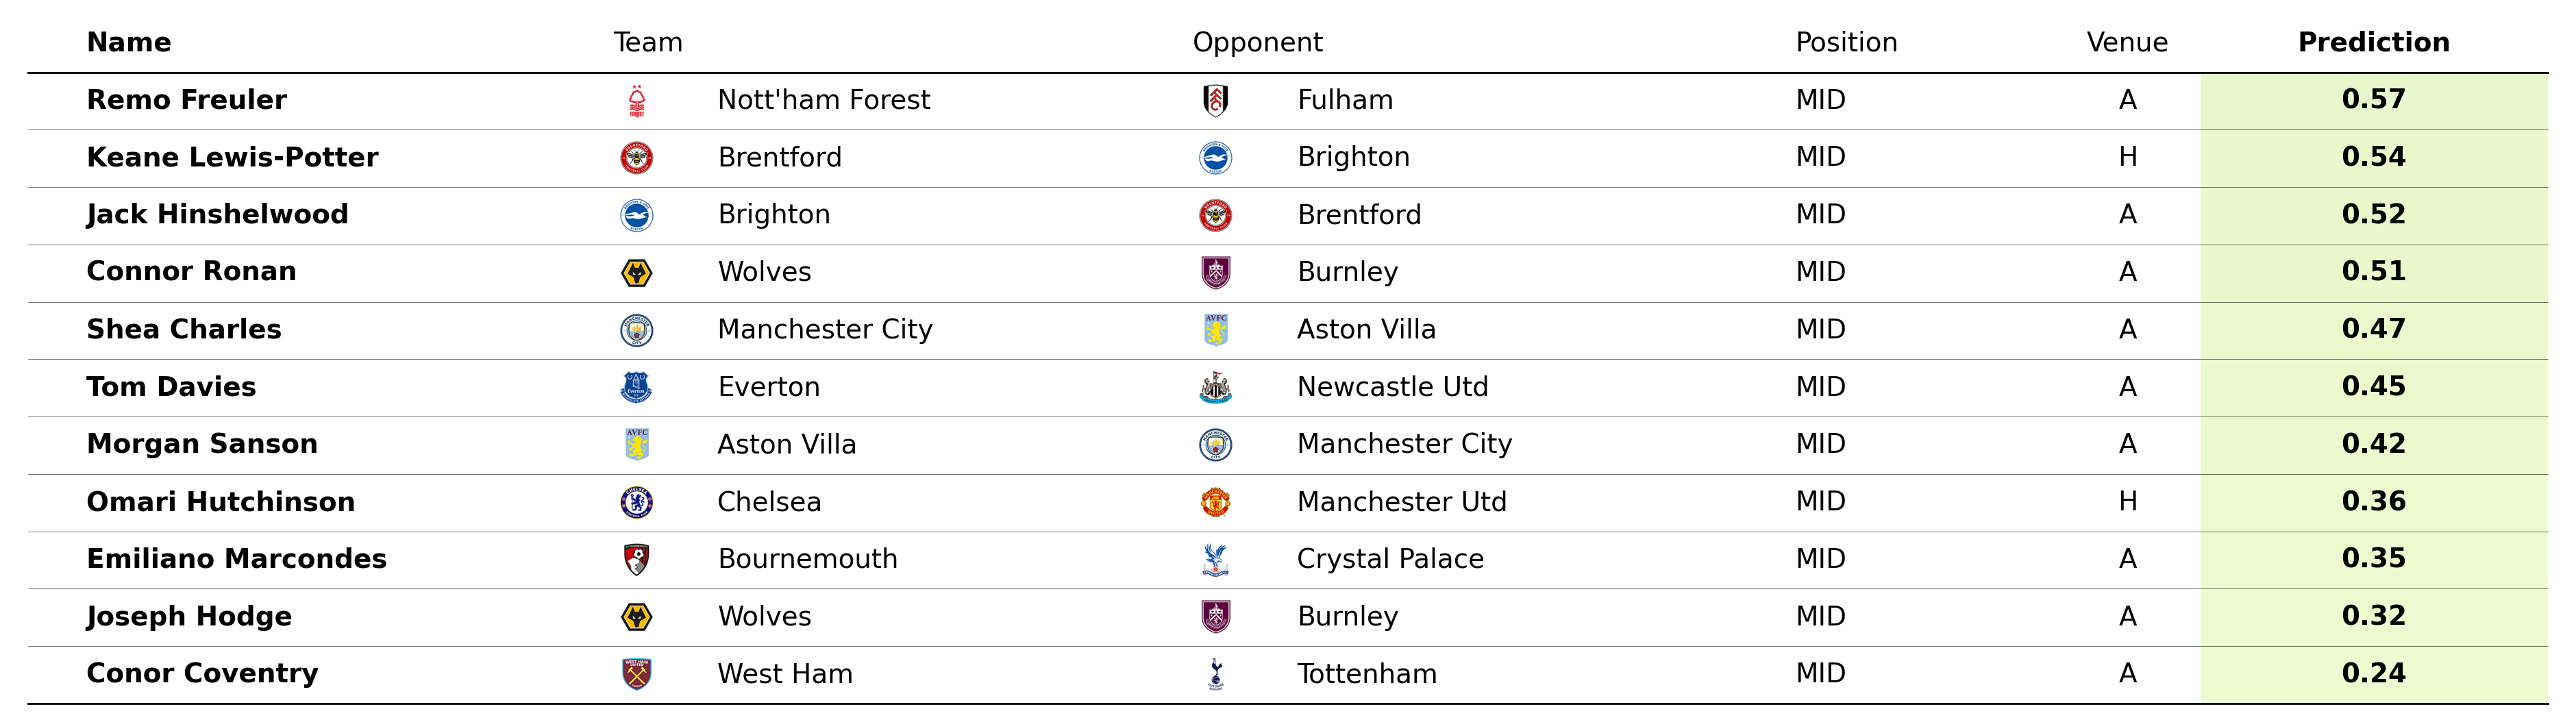 Name Team Opponent Position Venue Prediction
Remo Freuler Nott'ham Forest Fulham MID A 0.57
Keane Lewis-Potter Brentford Brighton MID H 0.54
Jack Hinshelwood Brighton Brentford MID A 0.52
Connor Ronan Wolves Burnley MID A 0.51
Shea Charles Manchester City Aston Villa MID A 0.47
Tom Davies Everton Newcastle Utd MID A 0.45
Morgan Sanson Aston Villa Manchester City MID A 0.42
Omari Hutchinson Chelsea Manchester Utd MID H 0.36
Emiliano Marcondes Bournemouth Crystal Palace MID A 0.35
Joseph Hodge Wolves Burnley MID A 0.32
Conor Coventry West Ham Tottenham MID A 0.24